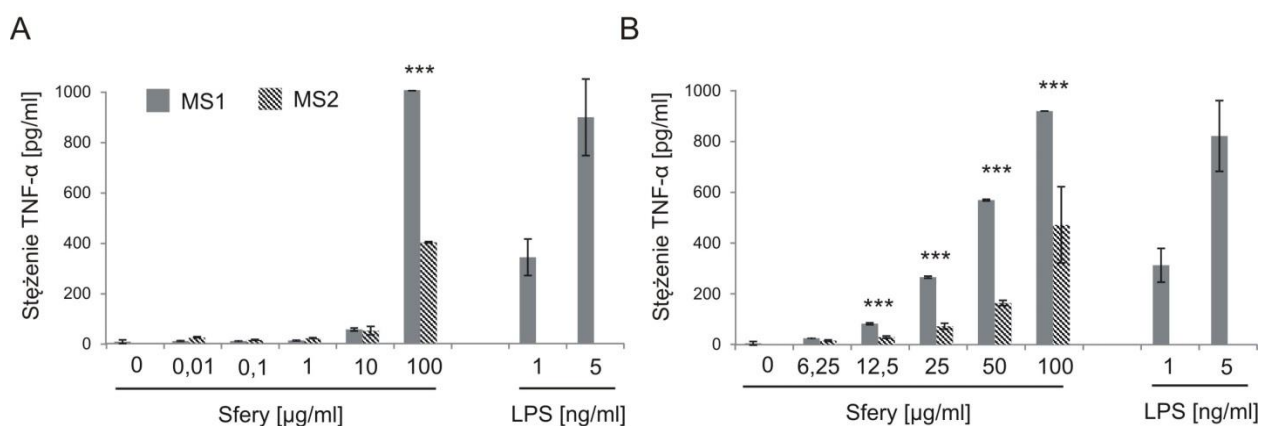 A
Stężenie TNF-α [pg/ml]
1000
800
600
400
200
0
MS1
MS2
***
0 0,01 0,1 1 10 100
1 5
Sfery [µg/ml]
LPS [ng/ml]
B
Stężenie TNF-α [pg/ml]
1000
800
600
400
200
0
***
***
***
***
0 6,25 12,5 25 50 100
1 5
Sfery [µg/ml]
LPS [ng/ml]